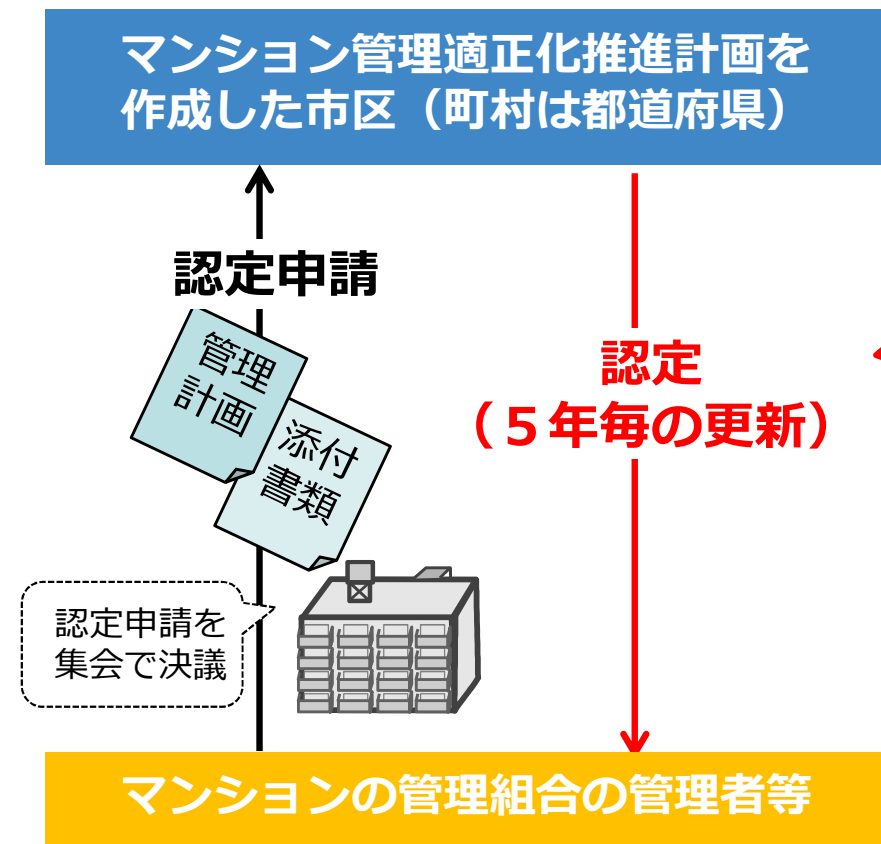 マンション管理適正化推進計画を
作成した市区（町村は都道府県）
認定申請
管理
計画
添付
書類
認定
（５年毎の更新）
認定申請を
集会で決議
マンションの管理組合の管理者等